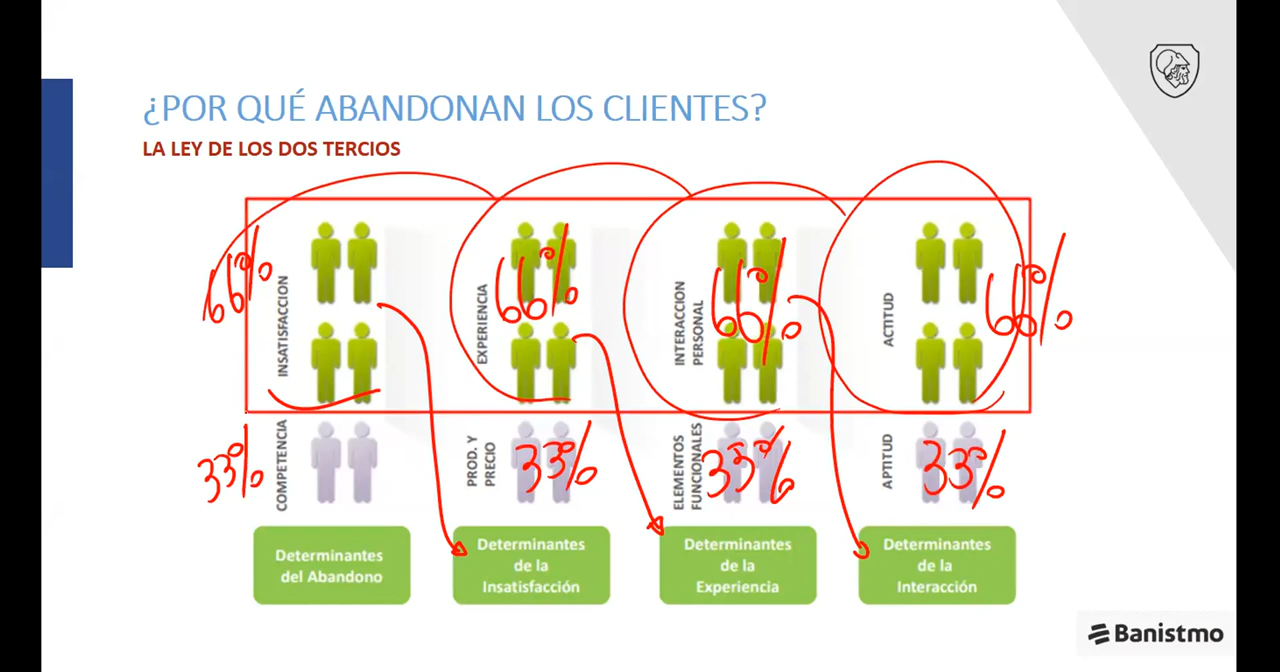 ¿POR QUÉ ABANDONAN LOS CLIENTES?
LA LEY DE LOS DOS TERCIOS
66%
INSATISFACCION
66%
EXPERIENCIA
66%
INTERACCION
PERSONAL
66%
ACTITUD
33%
COMPETENCIA
33%
PROD. Y
PRECIO
33%
ELEMENTOS
FUNCIONALES
33%
APTITUD
Determinantes
del Abandono
Determinantes
de la
Insatisfacción
Determinantes
de la
Experiencia
Determinantes
de la
Interacción
Banistmo